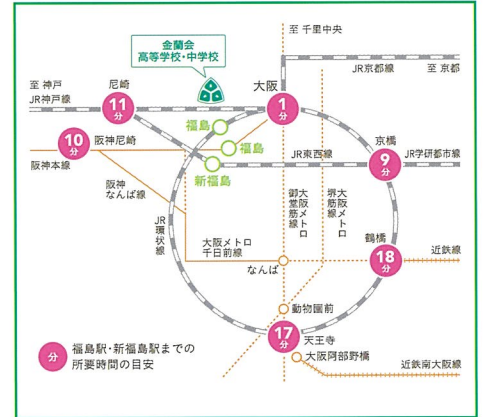 至 千里中央
金蘭会
高等学校・中学校
JR京都線
至 京都
至 神戸
JR神戸線
尼崎
11分
大阪
1分
福島
京橋
10分
阪神尼崎
福島
9分
JR学研都市線
阪神本線
新福島
JR東西線
阪神
なんば線
JR
環状線
大阪メトロ
御堂筋線
大阪メトロ
堺筋線
鶴橋
大阪メトロ
千日前線
18分
近鉄線
なんば
動物園前
17分
天王寺
分
福島駅・新福島駅までの
所要時間の目安
大阪阿部野橋
近鉄南大阪線